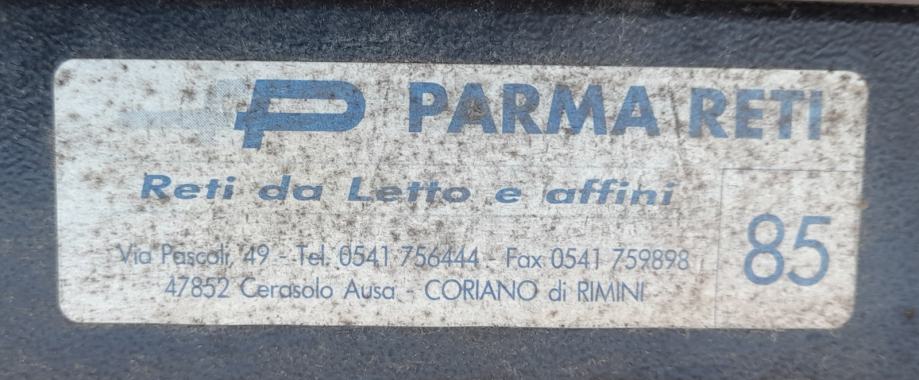 P PARMA RETI
Reti da Letto e affini
Via Pascoli, 49 - Tel. 0541 756444 - Fax 0541 759898
47852 Cerasolo Ausa - CORIANO di RIMINI
85